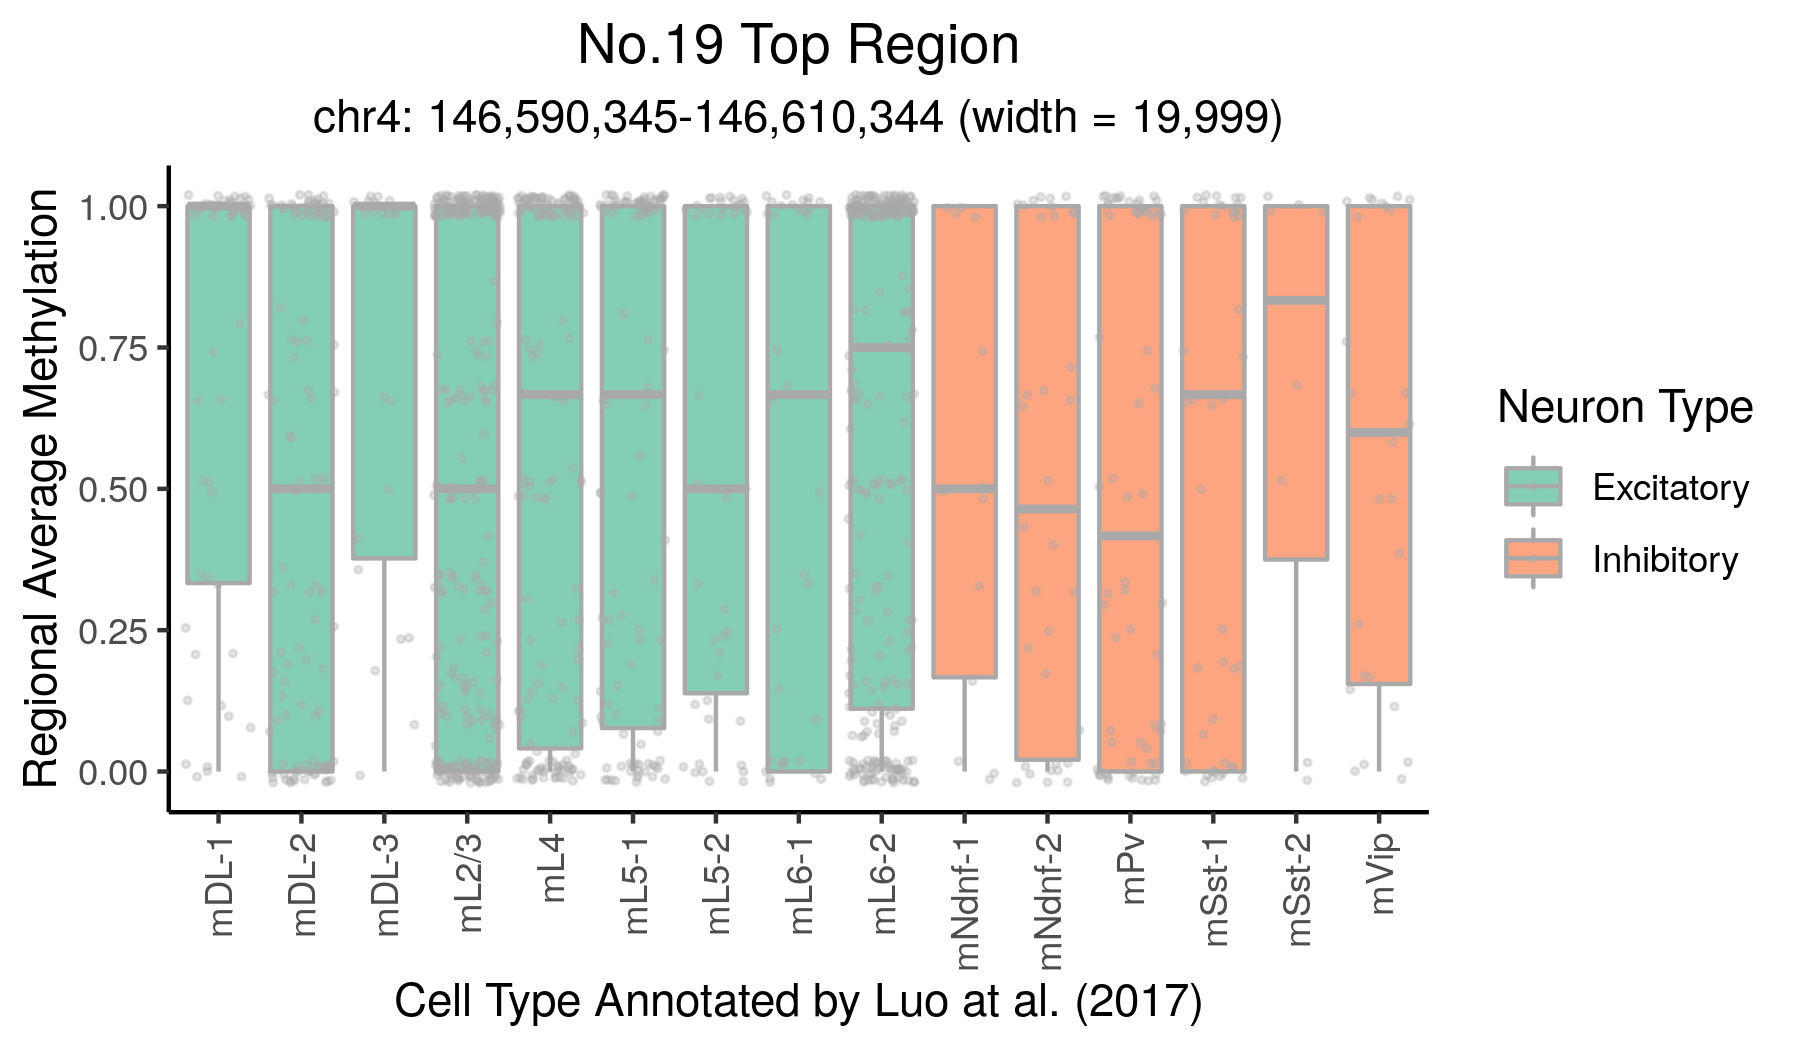 No.19 Top Region
chr4: 146,590,345-146,610,344 (width = 19,999)
Regional Average Methylation
1.00
0.75
0.50
0.25
0.00
mDL-1
mDL-2
mDL-3
mL2/3
mL4
mL5-1
mL5-2
mL6-1
mL6-2
mNdnf-1
mNdnf-2
mPv
mSst-1
mSst-2
mVip
Cell Type Annotated by Luo at al. (2017)
Neuron Type
Excitatory
Inhibitory